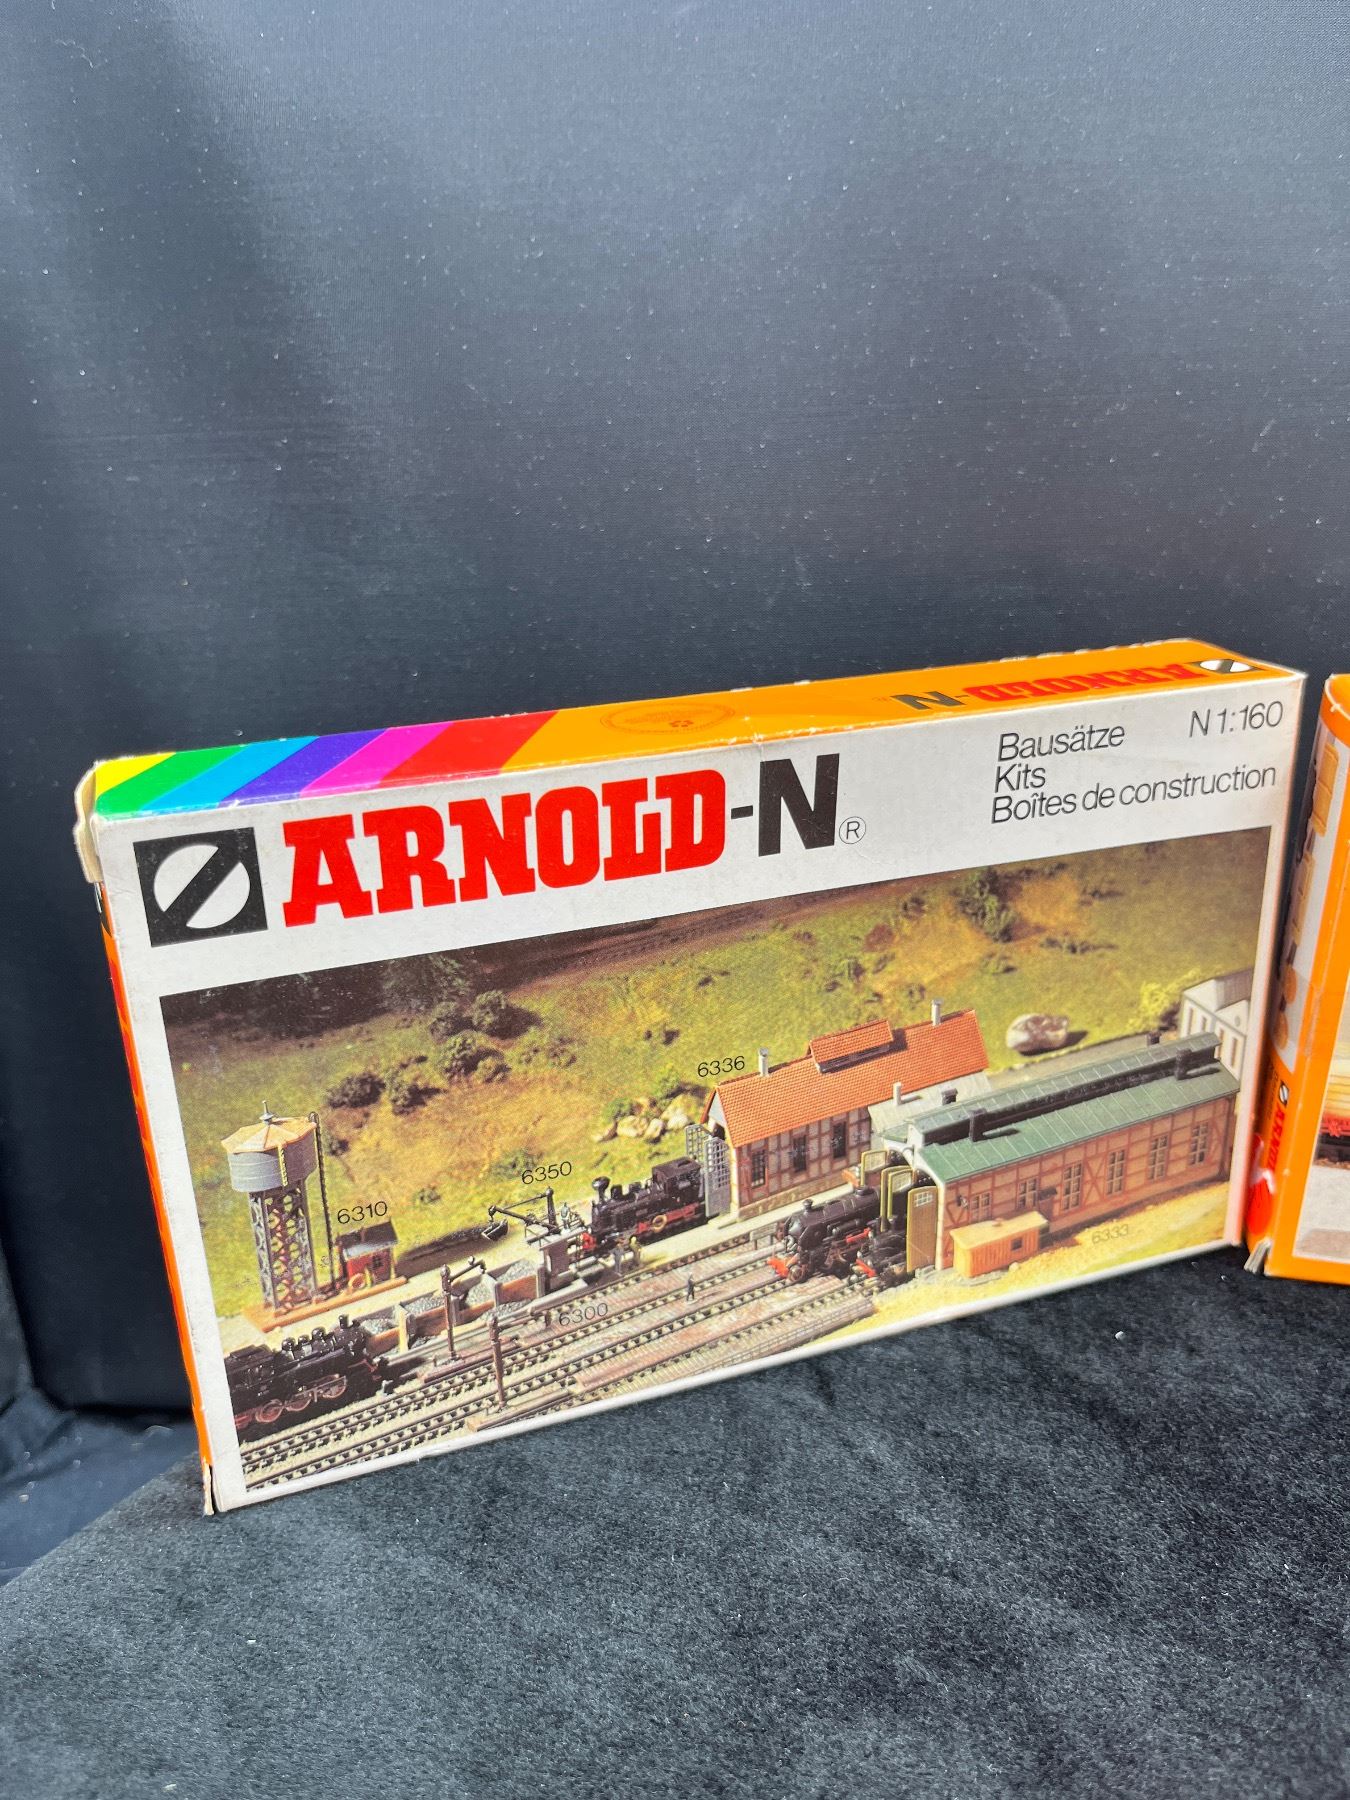 ARNOLD-N
ARNOLD-N®
Bausätze
Kits
Boîtes de construction
N 1:160
6336
6350
6310
6300
6333